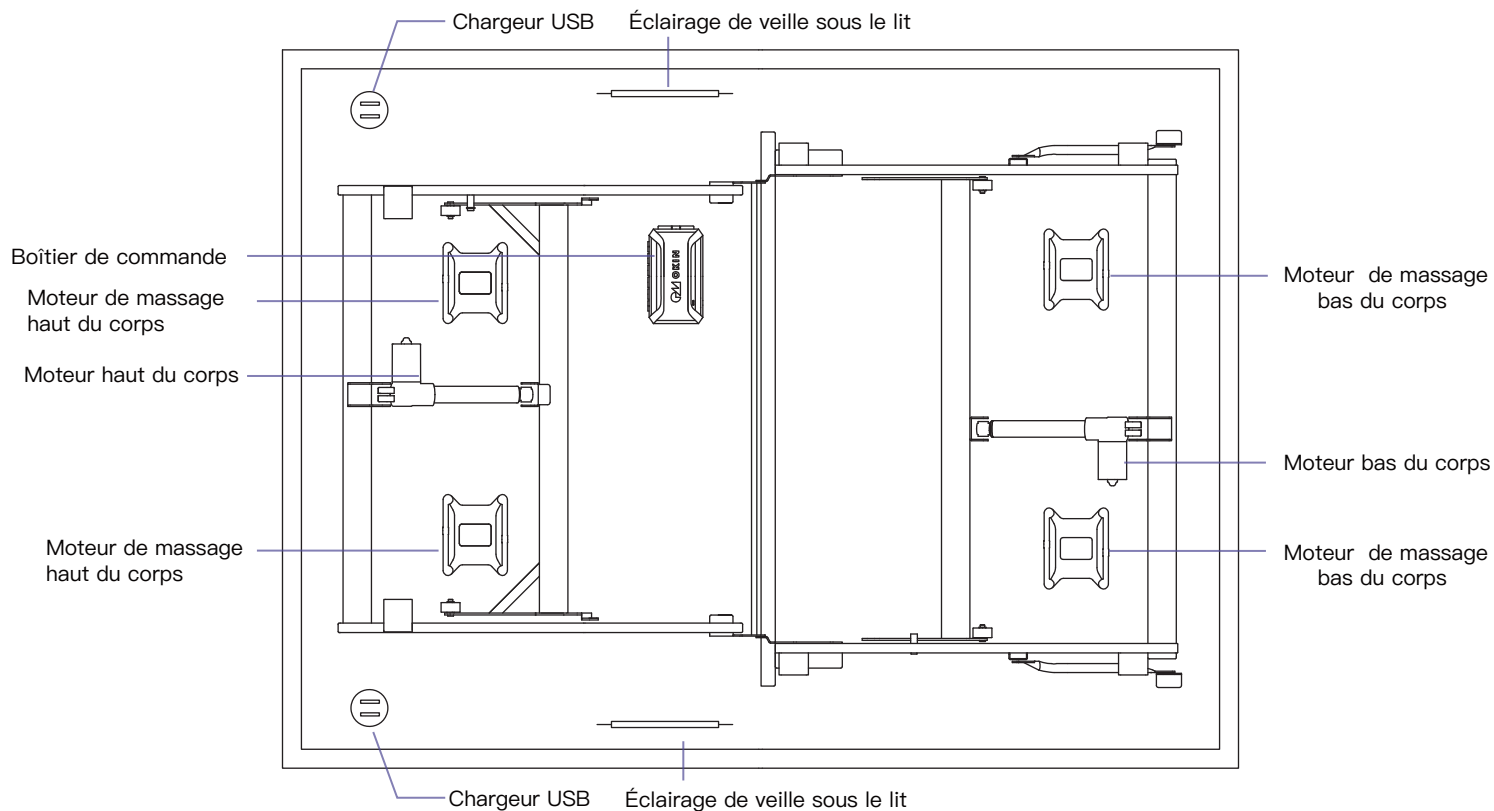 Chargeur USB
Éclairage de veille sous le lit
Boîtier de commande
OKIN
Moteur de massage
haut du corps
Moteur haut du corps
Moteur de massage
haut du corps
Moteur de massage
bas du corps
Moteur bas du corps
Moteur de massage
bas du corps
Chargeur USB
Éclairage de veille sous le lit